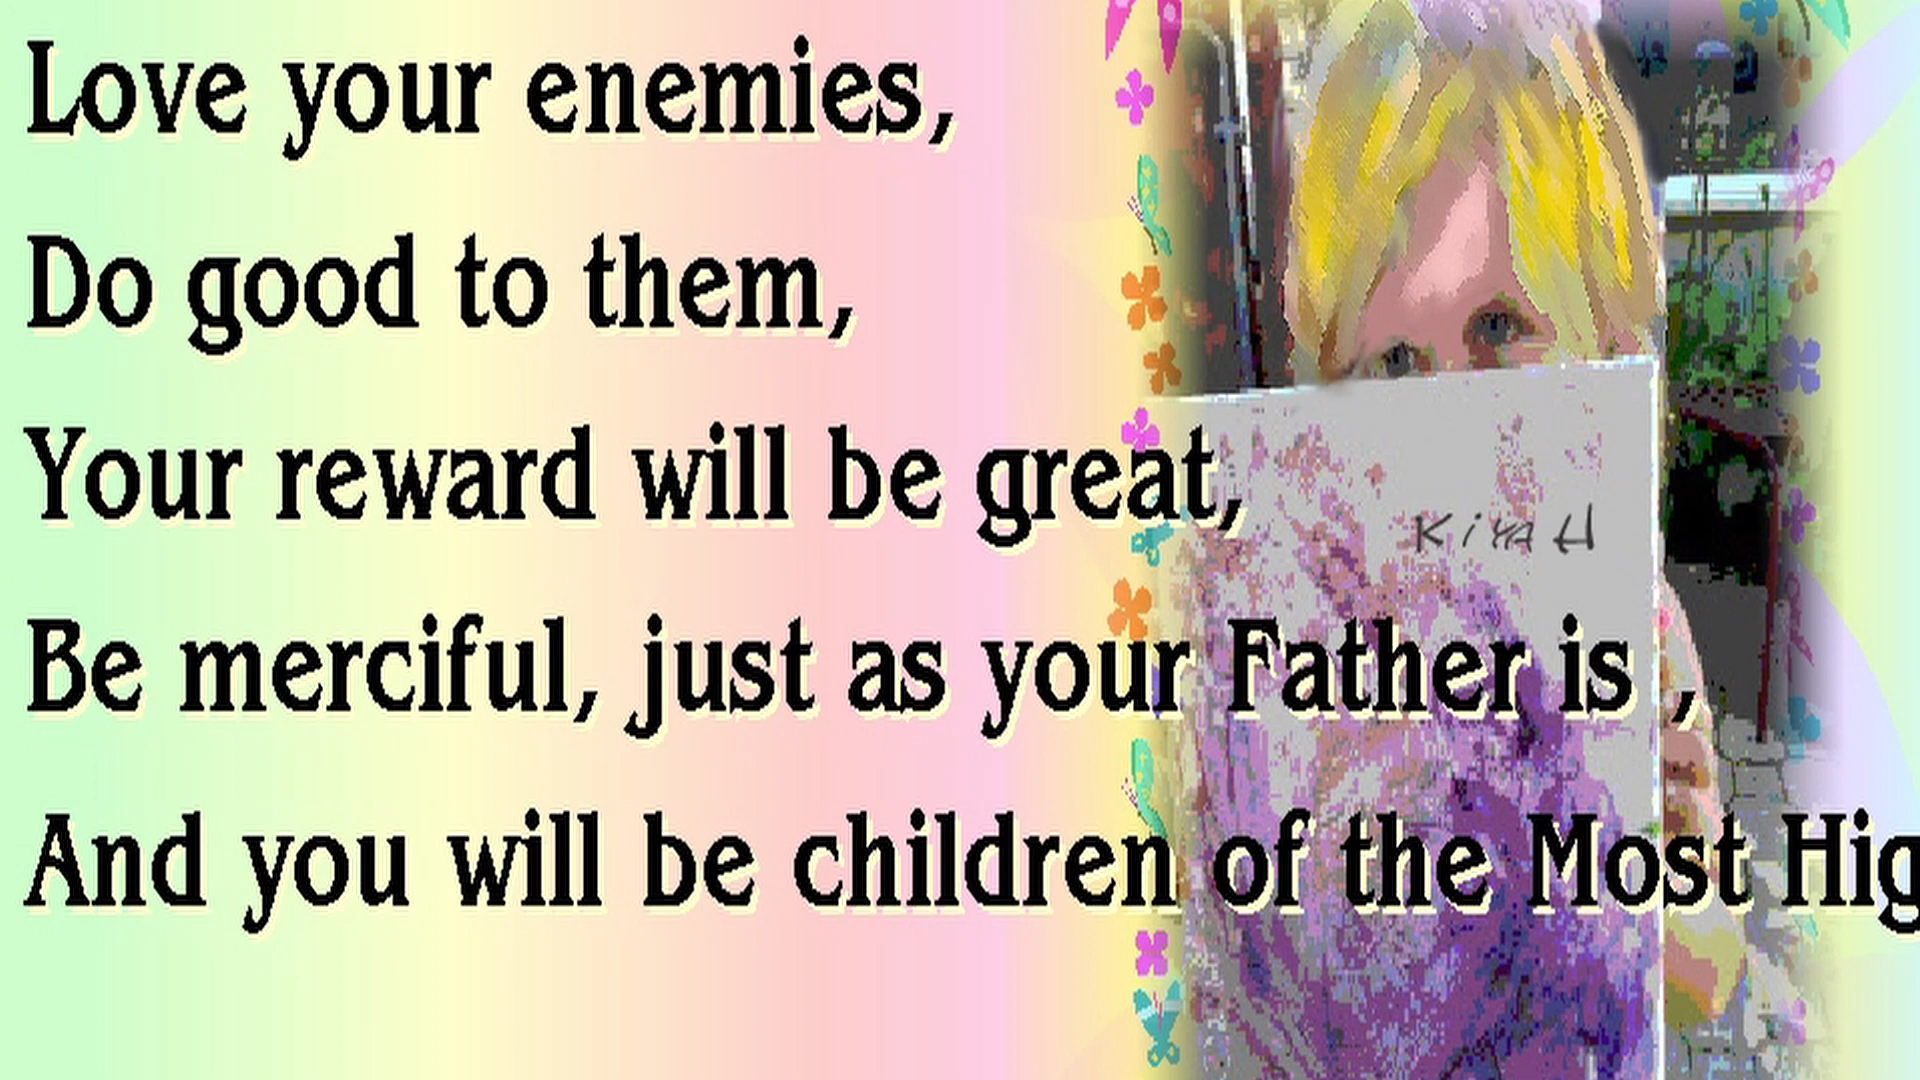 Love your enemies,
Do good to them,
Your reward will be great,
KiYA H
Be merciful, just as your Father is ,
And you will be children of the Most Hig